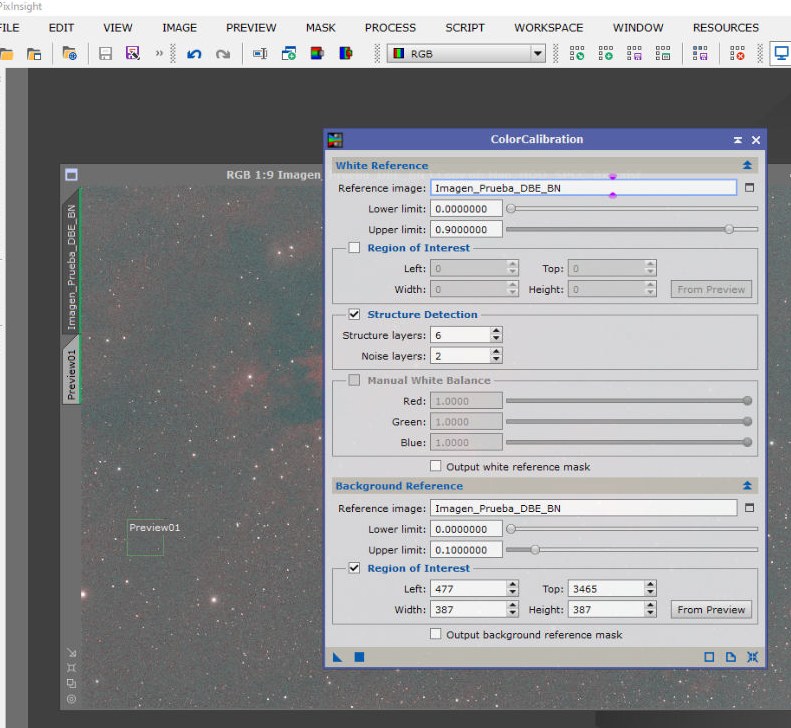 PixInsight
FILE EDIT VIEW IMAGE PREVIEW MASK PROCESS SCRIPT WORKSPACE WINDOW RESOURCES
» RGB
ColorCalibration
RGB 1:9 Imagen_
Imagen_Prueba_DBE_BN
Preview01
Preview01
White Reference
Reference image: Imagen_Prueba_DBE_BN
Lower limit: 0.0000000
Upper limit: 0.9000000
Region of Interest
Left: 0 Top: 0
Width: 0 Height: 0 From Preview
Structure Detection
Structure layers: 6
Noise layers: 2
Manual White Balance
Red: 1.0000
Green: 1.0000
Blue: 1.0000
Output white reference mask
Background Reference
Reference image: Imagen_Prueba_DBE_BN
Lower limit: 0.0000000
Upper limit: 0.1000000
Region of Interest
Left: 477 Top: 3465
Width: 387 Height: 387 From Preview
Output background reference mask